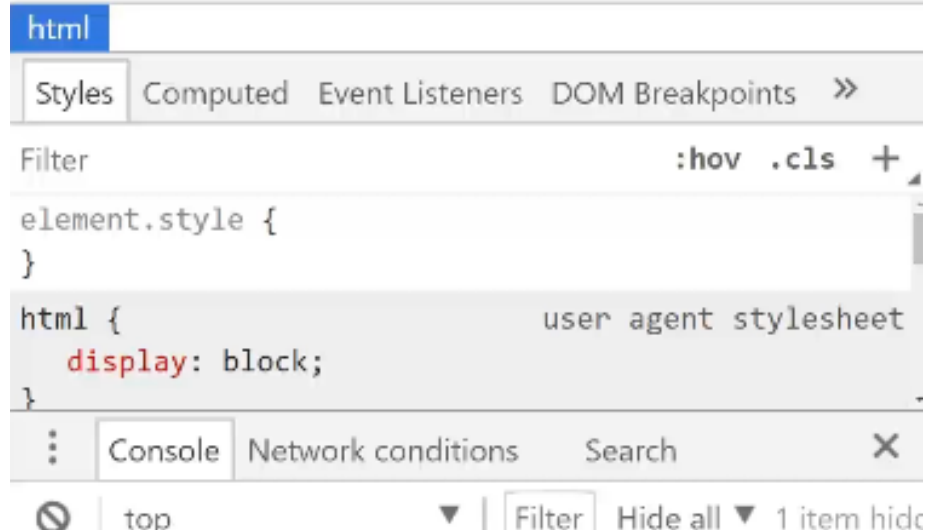 html
Styles Computed Event Listeners DOM Breakpoints »
Filter :hov .cls +
element.style {
}
html { user agent stylesheet
display: block;
}
Console Network conditions Search ×
top ▼ Filter Hide all ▼ 1 item